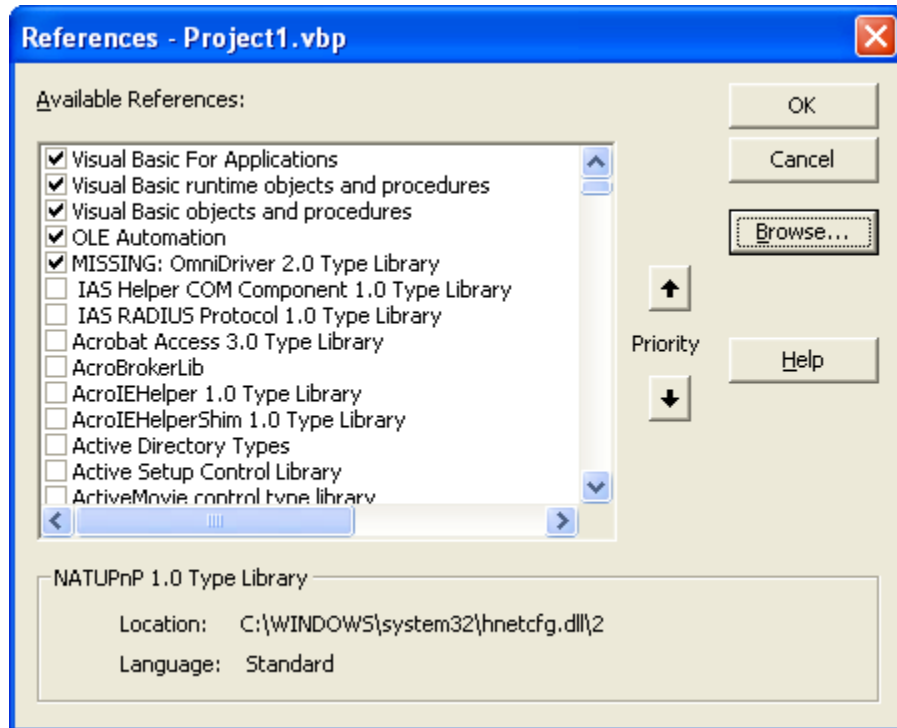 References - Project1.vbp
Available References:
OK
Cancel
Browse...
Help
Visual Basic For Applications
Visual Basic runtime objects and procedures
Visual Basic objects and procedures
OLE Automation
MISSING: OmniDriver 2.0 Type Library
IAS Helper COM Component 1.0 Type Library
IAS RADIUS Protocol 1.0 Type Library
Acrobat Access 3.0 Type Library
AcroBrokerLib
AcroIEHelper 1.0 Type Library
AcroIEHelperShim 1.0 Type Library
Active Directory Types
Active Setup Control Library
ActiveMovie control type library
Priority
NATUPnP 1.0 Type Library
Location: C:\WINDOWS\system32\hnetcfg.dll\2
Language: Standard